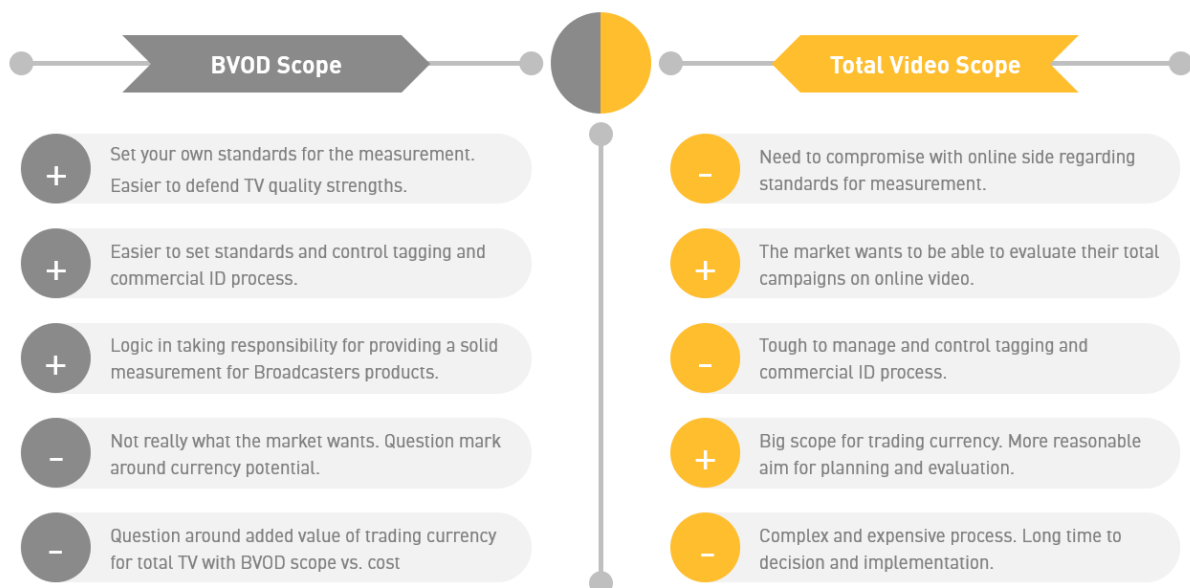 BVOD Scope
+
Set your own standards for the measurement.
Easier to defend TV quality strengths.
+
Easier to set standards and control tagging and
commercial ID process.
+
Logic in taking responsibility for providing a solid
measurement for Broadcasters products.
-
Not really what the market wants. Question mark
around currency potential.
-
Question around added value of trading currency
for total TV with BVOD scope vs. cost
Total Video Scope
-
Need to compromise with online side regarding
standards for measurement.
+
The market wants to be able to evaluate their total
campaigns on online video.
-
Tough to manage and control tagging and
commercial ID process.
+
Big scope for trading currency. More reasonable
aim for planning and evaluation.
-
Complex and expensive process. Long time to
decision and implementation.